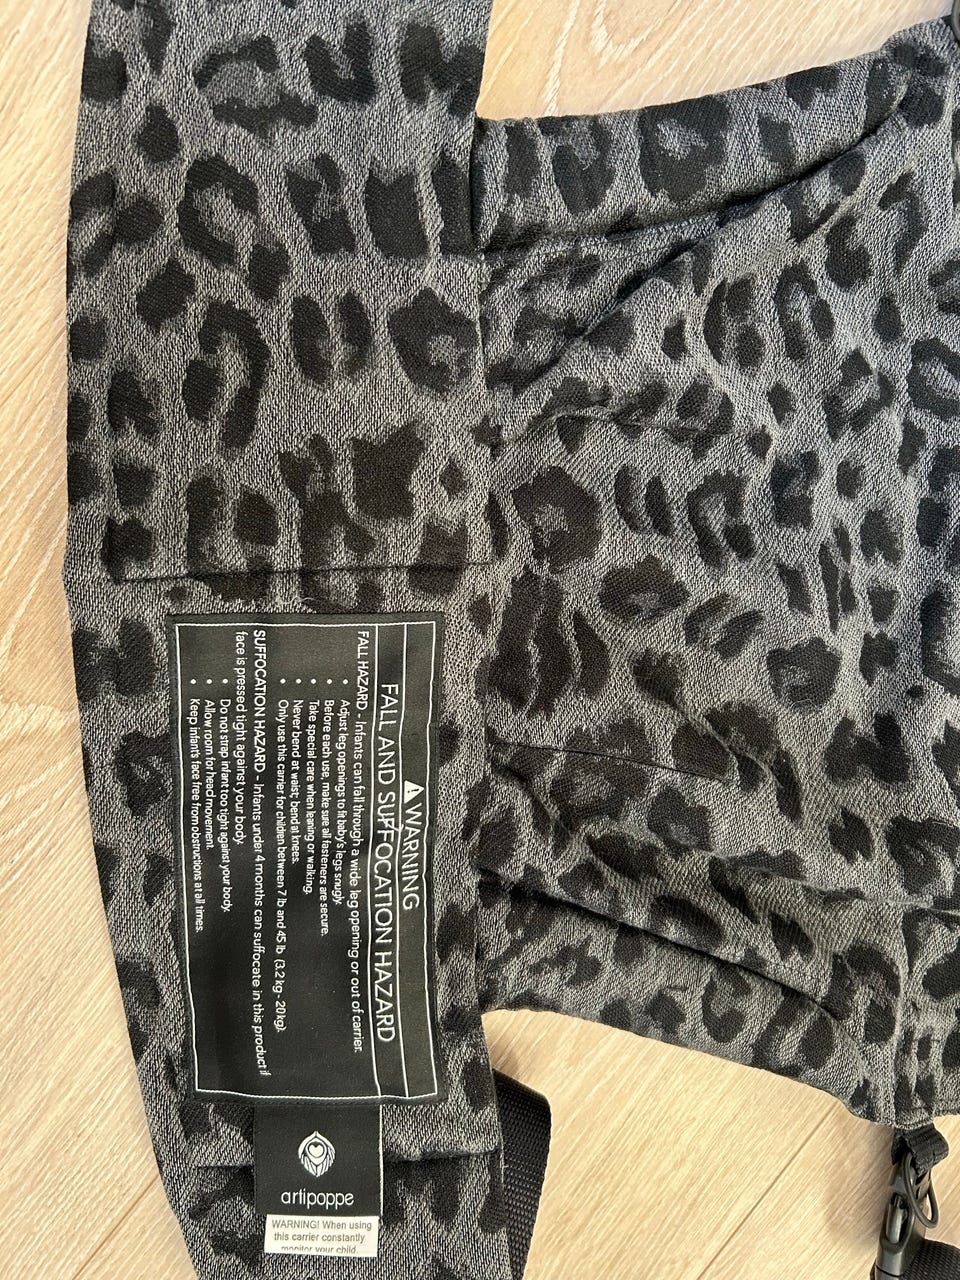 WARNING
FALL AND SUFFOCATION HAZARD
FALL HAZARD - Infants can fall through a wide leg opening or out of carrier.
• Adjust leg openings to fit baby's legs snugly.
• Before each use, make sure all fasteners are secure.
• Take special care when leaning or walking.
• Never bend at waist; bend at knees.
• Only use this carrier for children between 7 lb and 45 lb (3.2 kg - 20 kg).
SUFFOCATION HAZARD - Infants under 4 months can suffocate in this product if
face is pressed tight against your body.
• Do not strap infant too tight against your body.
• Allow room for head movement.
• Keep infant's face free from obstructions at all times.
artipoppe
WARNING! When using
this carrier constantly
monitor your child.